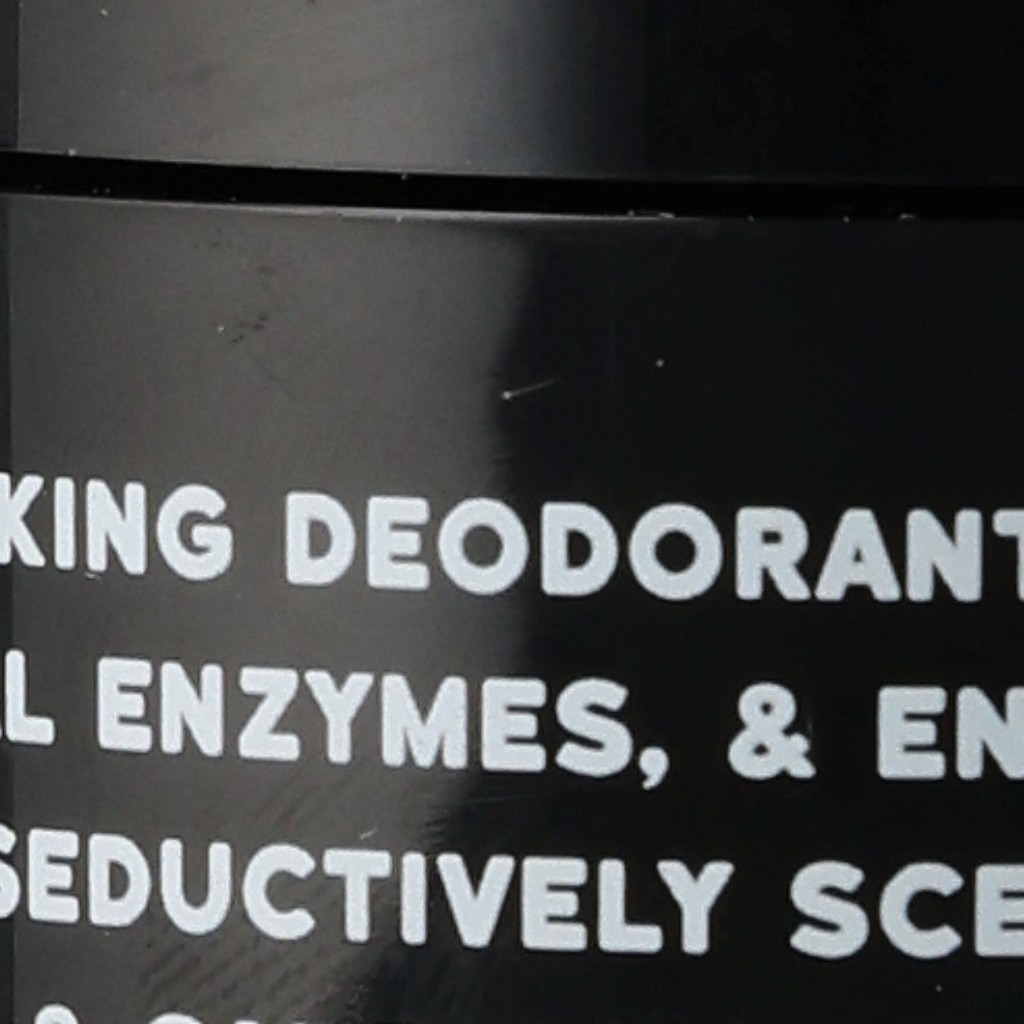 KING DEODORANT
L ENZYMES, & EN
SEDUCTIVELY SCE